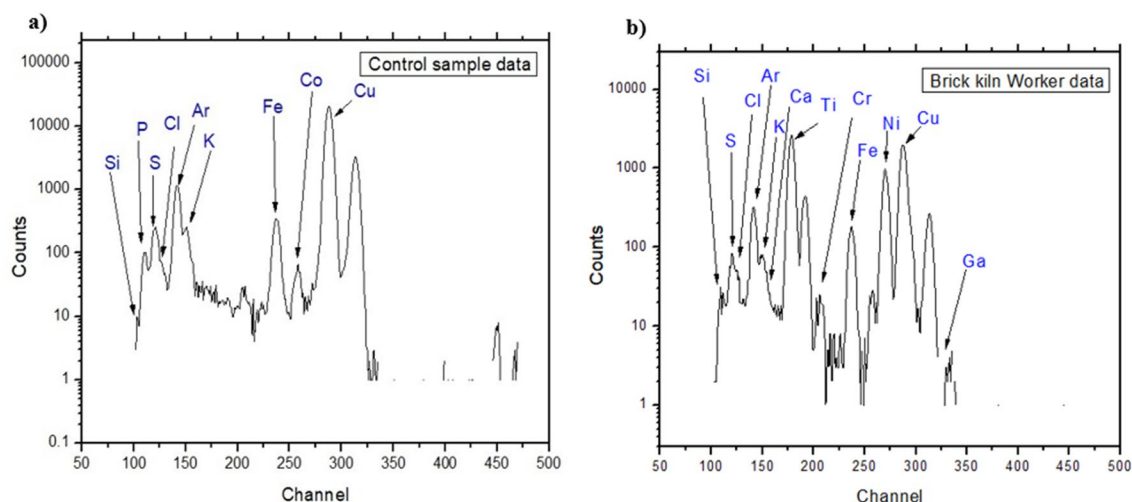 a)
Control sample data
Si
P
S
Cl
Ar
K
Fe
Co
Cu
Counts
100000
10000
1000
100
10
1
0.1
50 100 150 200 250 300 350 400 450 500
Channel
b)
Brick kiln Worker data
Si
S
Cl
Ar
K
Ca
Ti
Cr
Fe
Ni
Cu
Ga
Counts
10000
1000
100
10
1
50 100 150 200 250 300 350 400 450 500
Channel